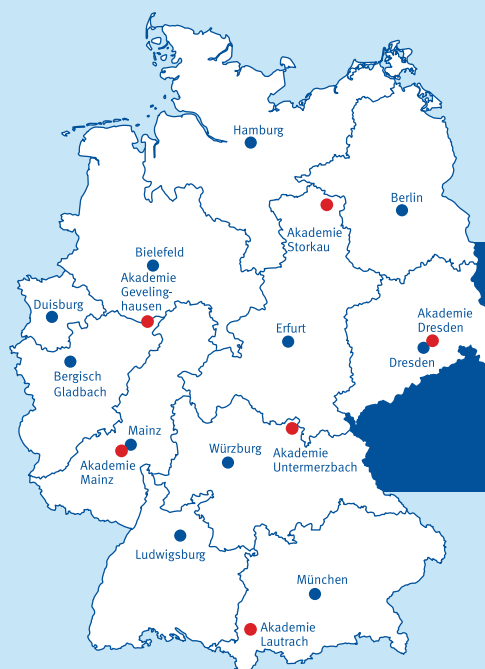 Hamburg
Berlin
Akademie
Storkau
Bielefeld
Akademie
Geveling-
hausen
Duisburg
Akademie
Dresden
Erfurt
Dresden
Bergisch
Gladbach
Mainz
Akademie
Mainz
Würzburg
Akademie
Untermerzbach
Ludwigsburg
München
Akademie
Lautrach